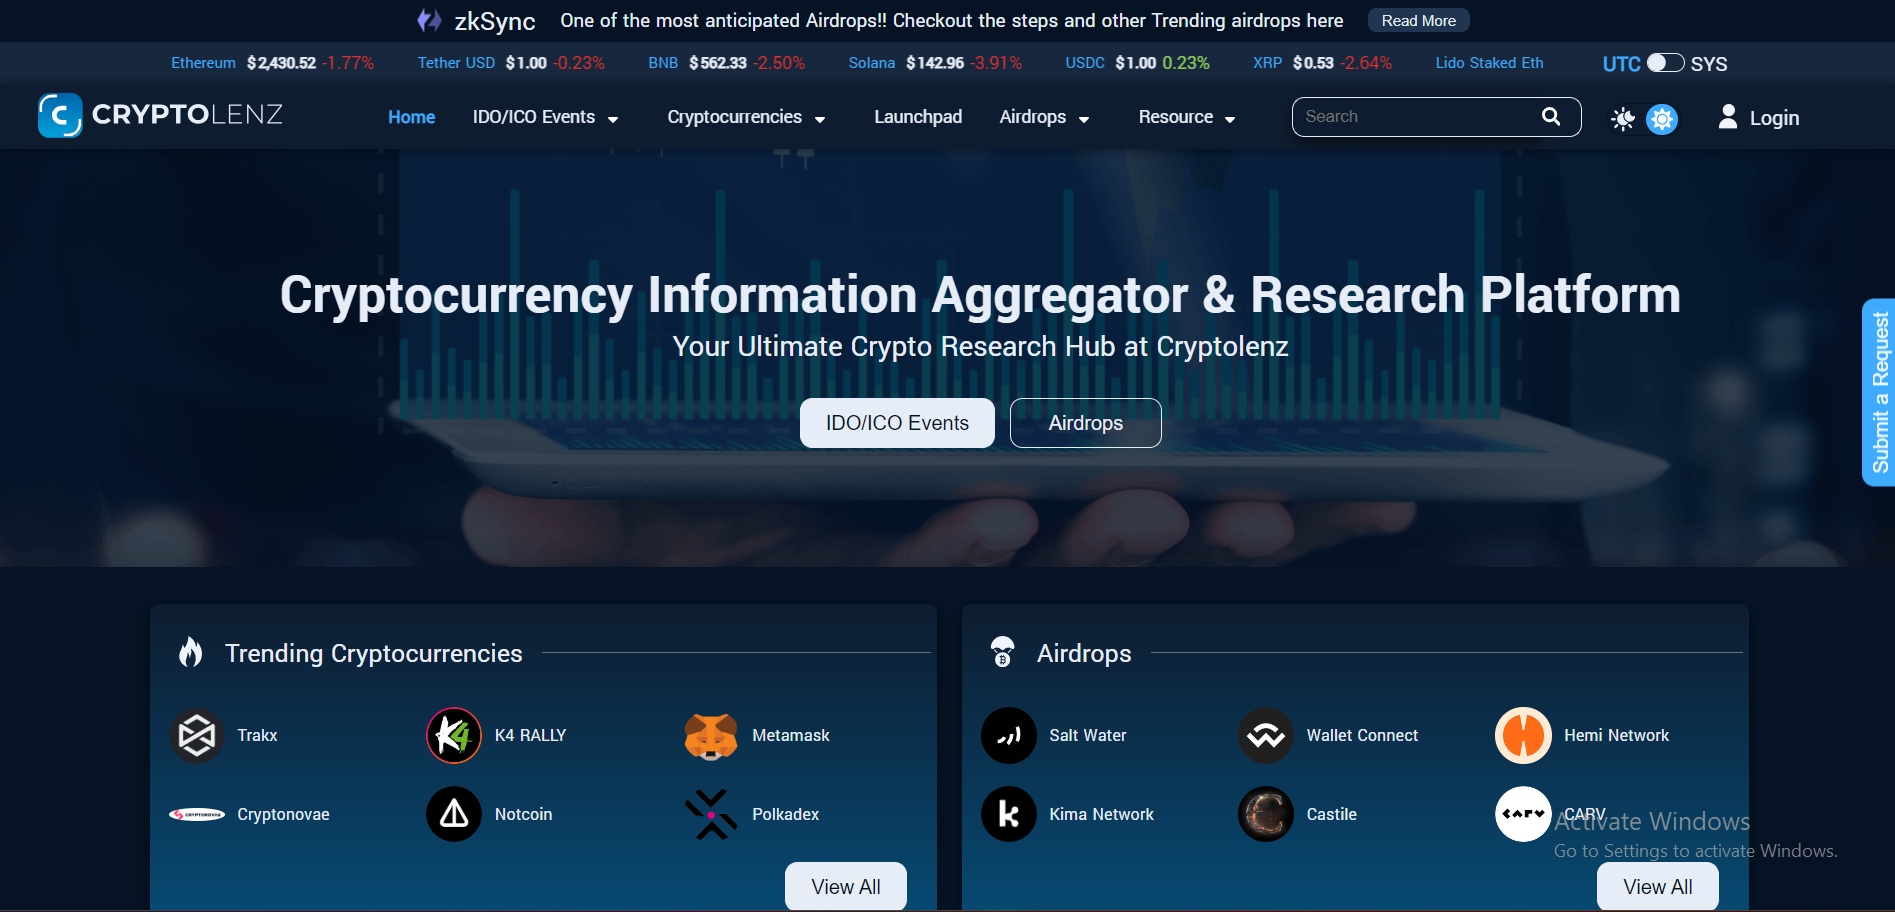 zkSync One of the most anticipated Airdrops!! Checkout the steps and other Trending airdrops here Read More
Ethereum $2,430.52 -1.77% Tether USD $1.00 -0.23% BNB $562.33 -2.50% Solana $142.96 -3.91% USDC $1.00 0.23% XRP $0.53 -2.64% Lido Staked Eth UTC SYS
C CRYPTOLENZ Home IDO/ICO Events Cryptocurrencies Launchpad Airdrops Resource Search Login
Cryptocurrency Information Aggregator & Research Platform
Your Ultimate Crypto Research Hub at Cryptolenz
IDO/ICO Events Airdrops
Submit a Request
Trending Cryptocurrencies
Trakx K4 K4 RALLY Metamask
CRYPTONOVAE Cryptonovae Notcoin Polkadex
View All
Airdrops
Salt Water Wallet Connect Hemi Network
k Kima Network C Castile CARV CARV
View All
Activate Windows
Go to Settings to activate Windows.